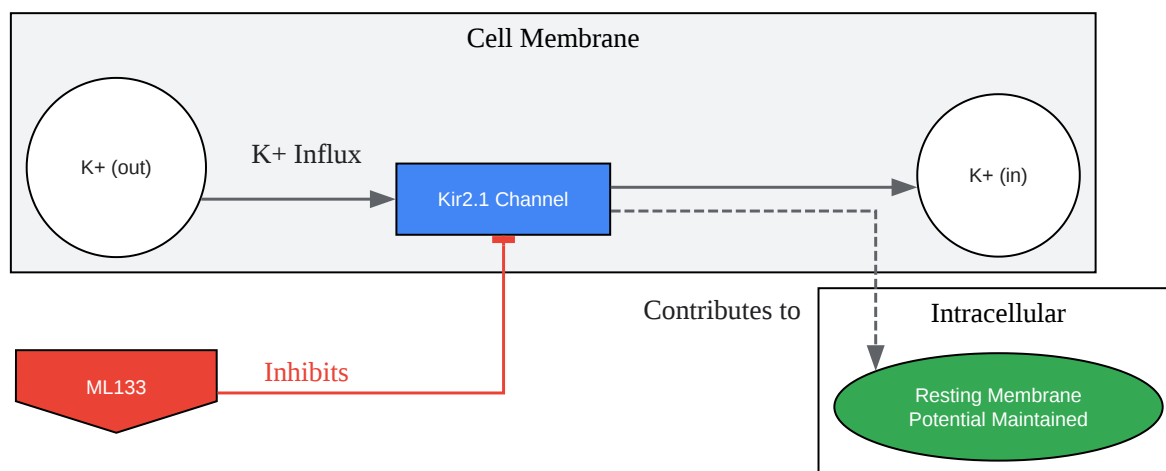 Cell Membrane
K+ (out)
K+ Influx
Kir2.1 Channel
K+ (in)
Contributes to
Intracellular
ML133
Inhibits
Resting Membrane
Potential Maintained